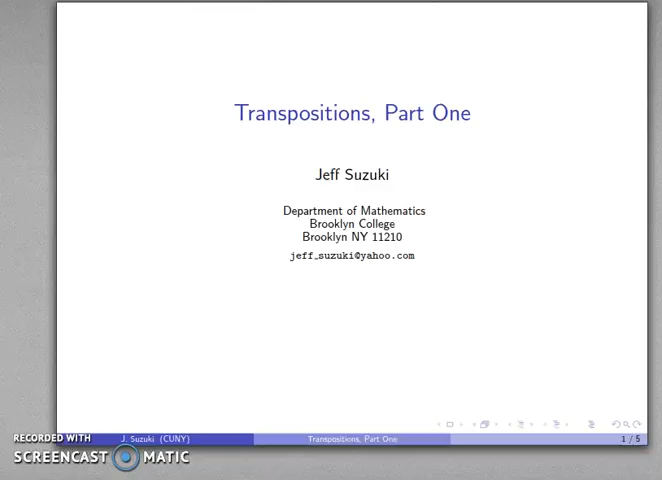 Transpositions, Part One
Jeff Suzuki
Department of Mathematics
Brooklyn College
Brooklyn NY 11210
jeff_suzuki@yahoo.com
RECORDED WITH
J. Suzuki (CUNY)
Transpositions, Part One
1 / 5
SCREENCAST MATIC